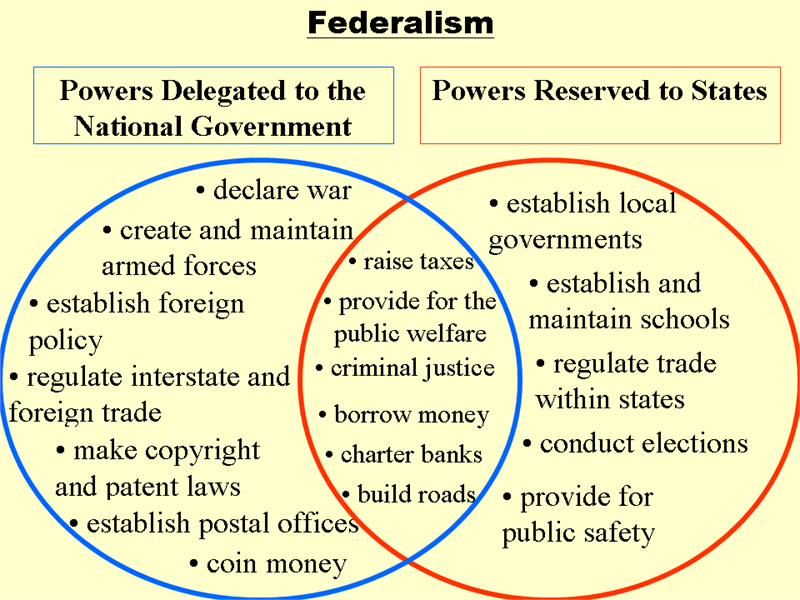 Federalism
Powers Delegated to the
National Government
Powers Reserved to States
• declare war
• create and maintain
armed forces
• establish foreign
policy
• regulate interstate and
foreign trade
• make copyright
and patent laws
• establish postal offices
• coin money
• raise taxes
• provide for the
public welfare
• criminal justice
• borrow money
• charter banks
• build roads
• establish local
governments
• establish and
maintain schools
• regulate trade
within states
• conduct elections
• provide for
public safety